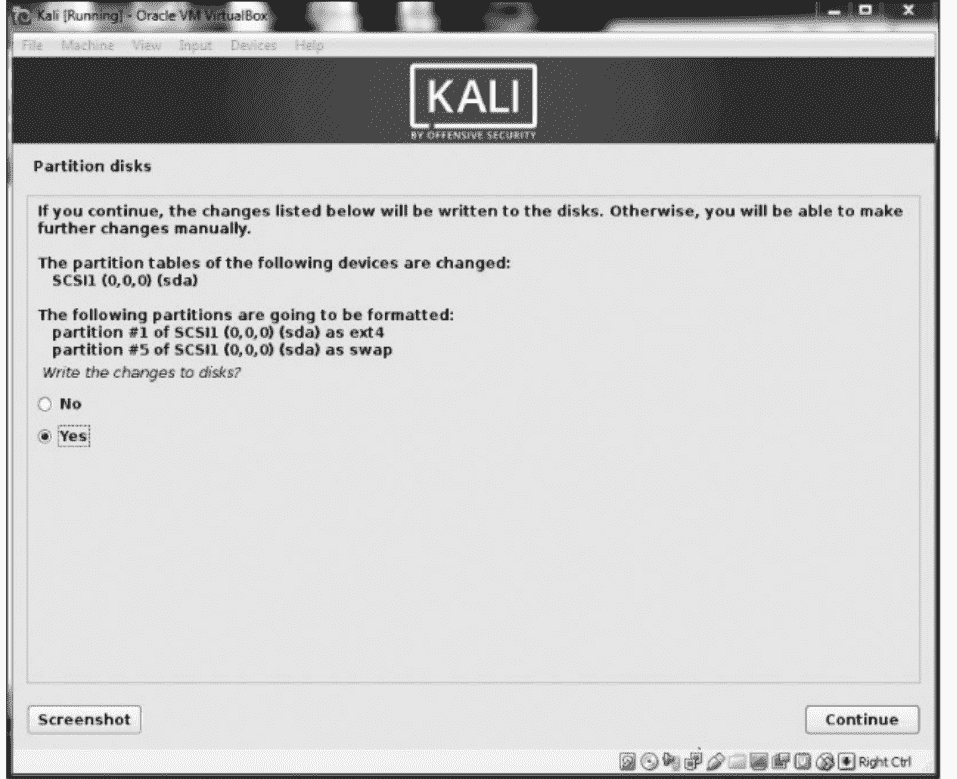 Kali [Running] - Oracle VM VirtualBox
File Machine View Input Devices Help
KALI
BY OFFENSIVE SECURITY
Partition disks
If you continue, the changes listed below will be written to the disks. Otherwise, you will be able to make
further changes manually.
The partition tables of the following devices are changed:
SCSI1 (0,0,0) (sda)
The following partitions are going to be formatted:
partition #1 of SCSI1 (0,0,0) (sda) as ext4
partition #5 of SCSI1 (0,0,0) (sda) as swap
Write the changes to disks?
No
Yes
Screenshot
Continue
Right Ctrl